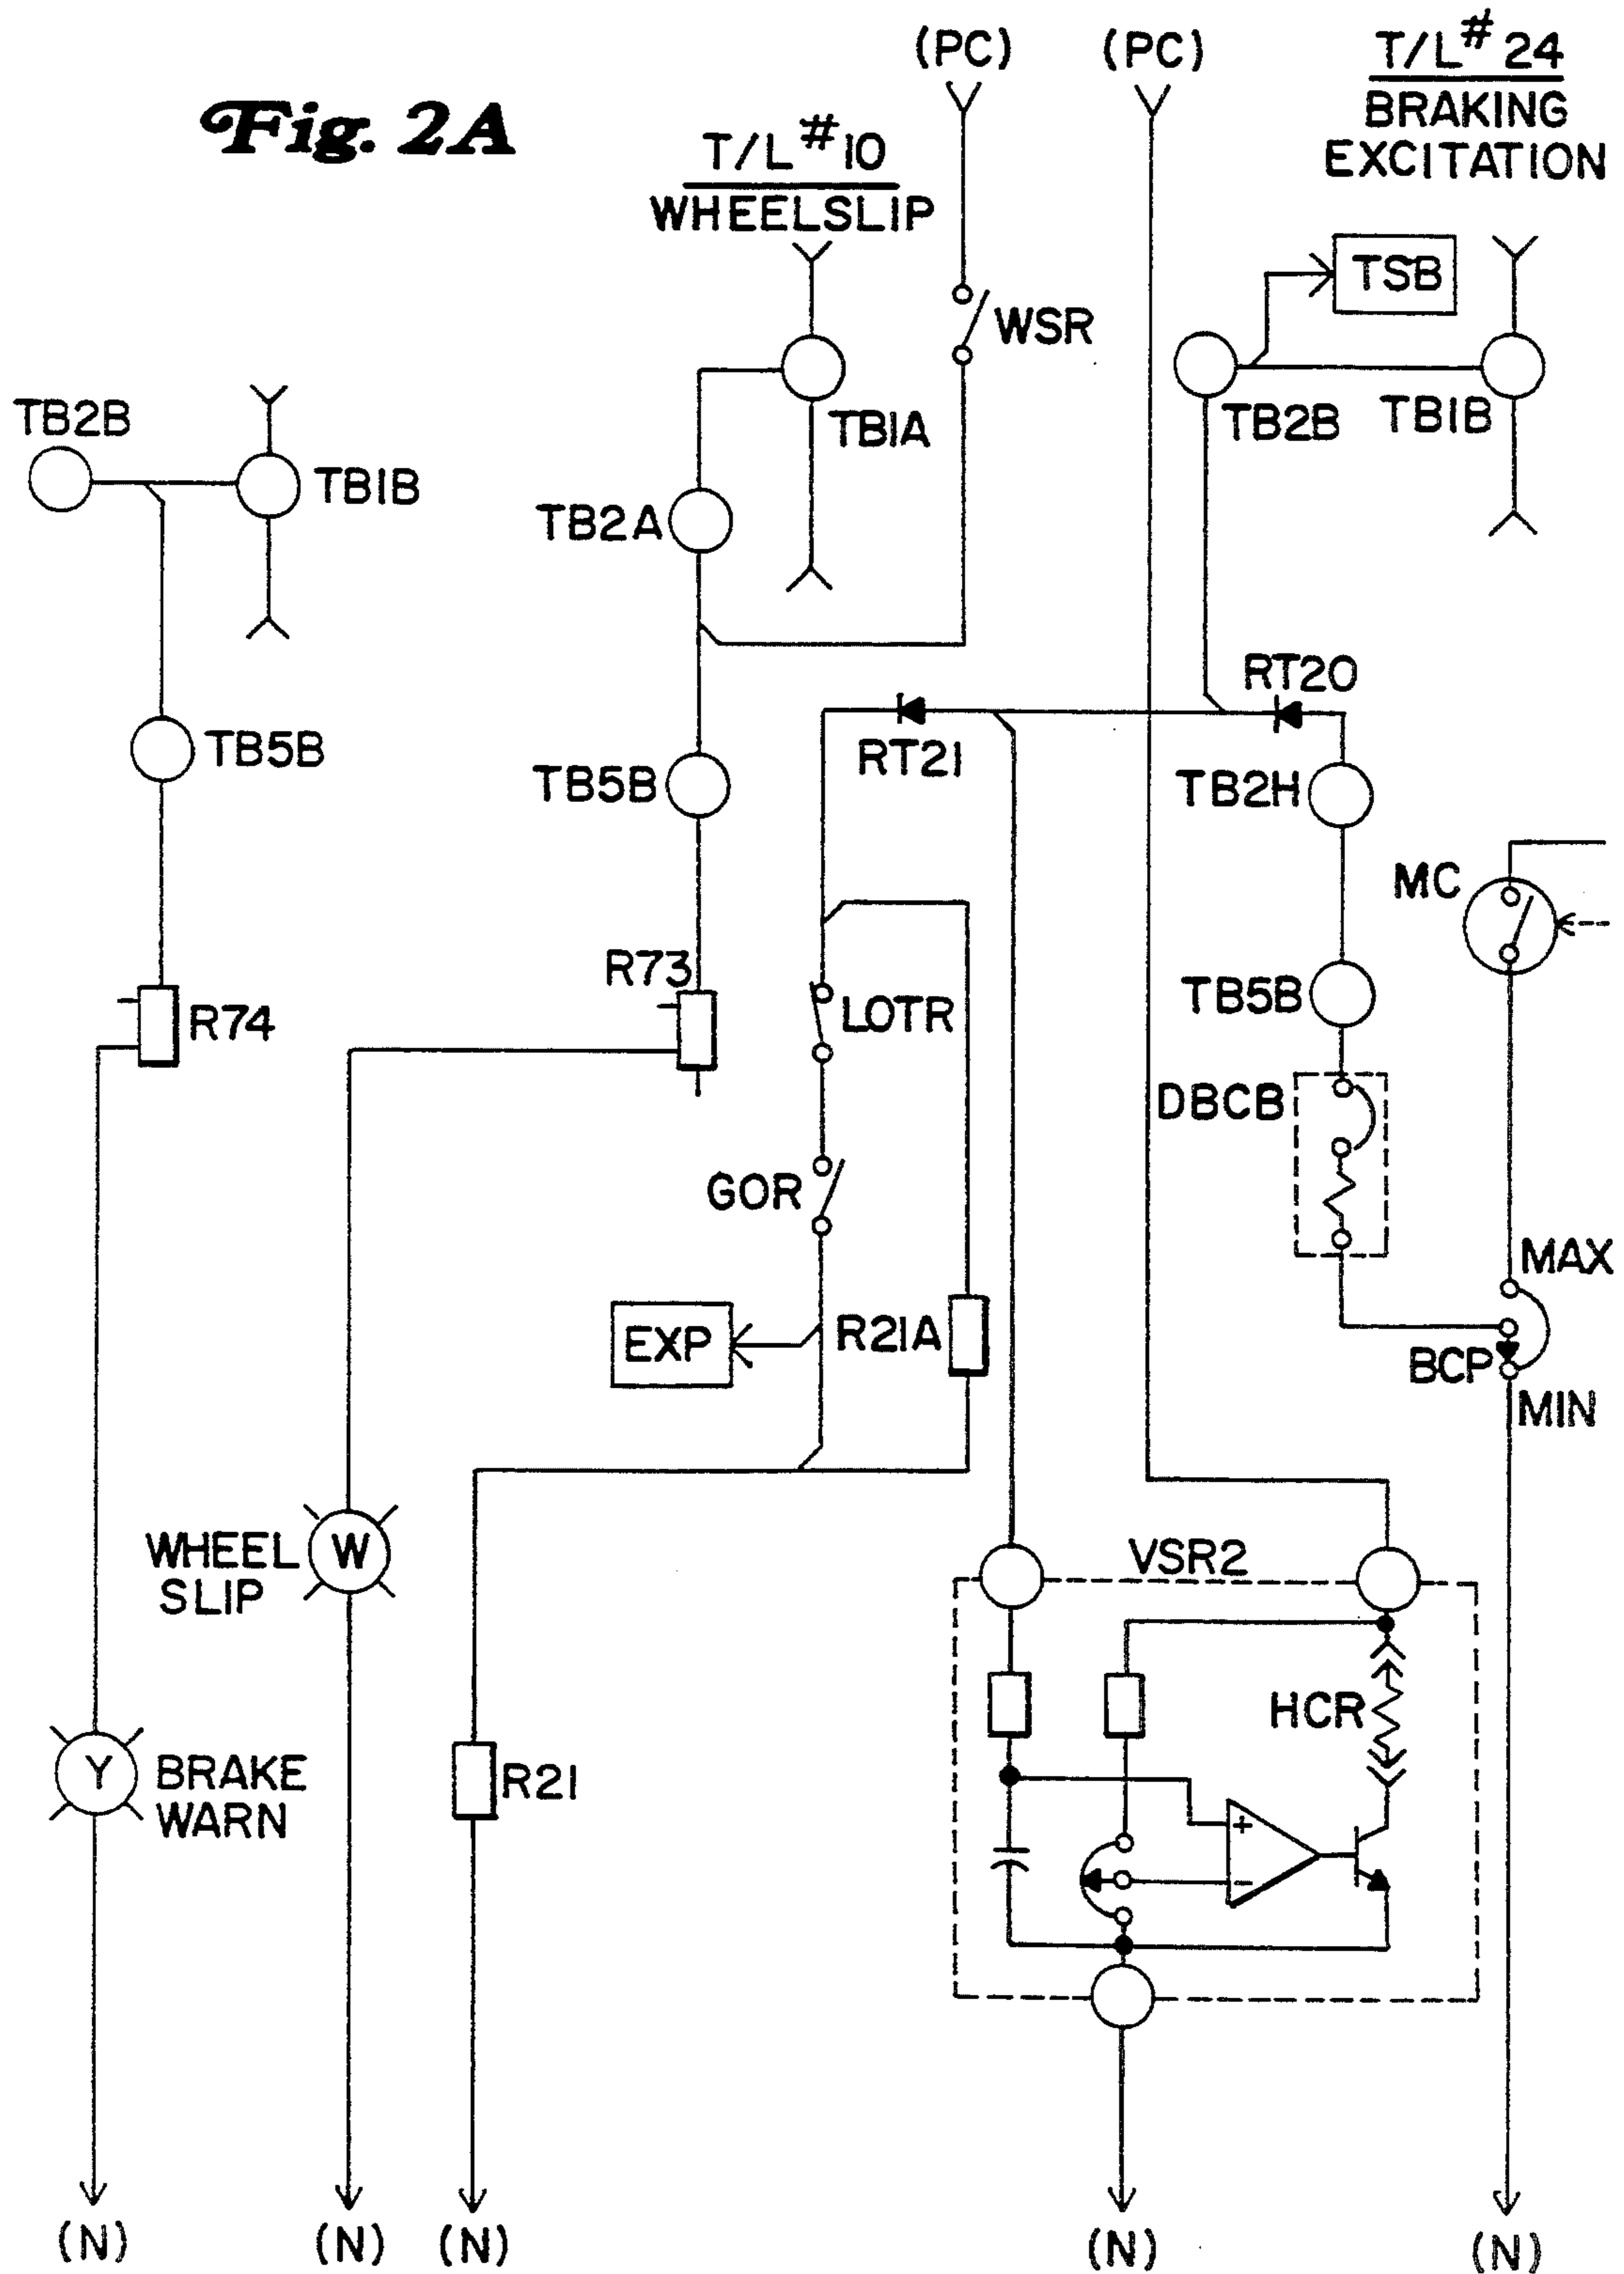 Fig. 2A
(PC)
(PC)
T/L# 24
BRAKING
EXCITATION
T/L# 10
WHEELSLIP
TSB
WSR
TB2B
TB1B
TB1A
TB2B
TB1B
TB2A
RT20
RT21
TB5B
TB5B
TB2H
MC
R73
R74
LOTR
TB5B
DBCB
GOR
MAX
EXP
R21A
BCP
MIN
WHEEL
SLIP
W
VSR2
HCR
Y
BRAKE
WARN
R21
+
−
(N)
(N)
(N)
(N)
(N)